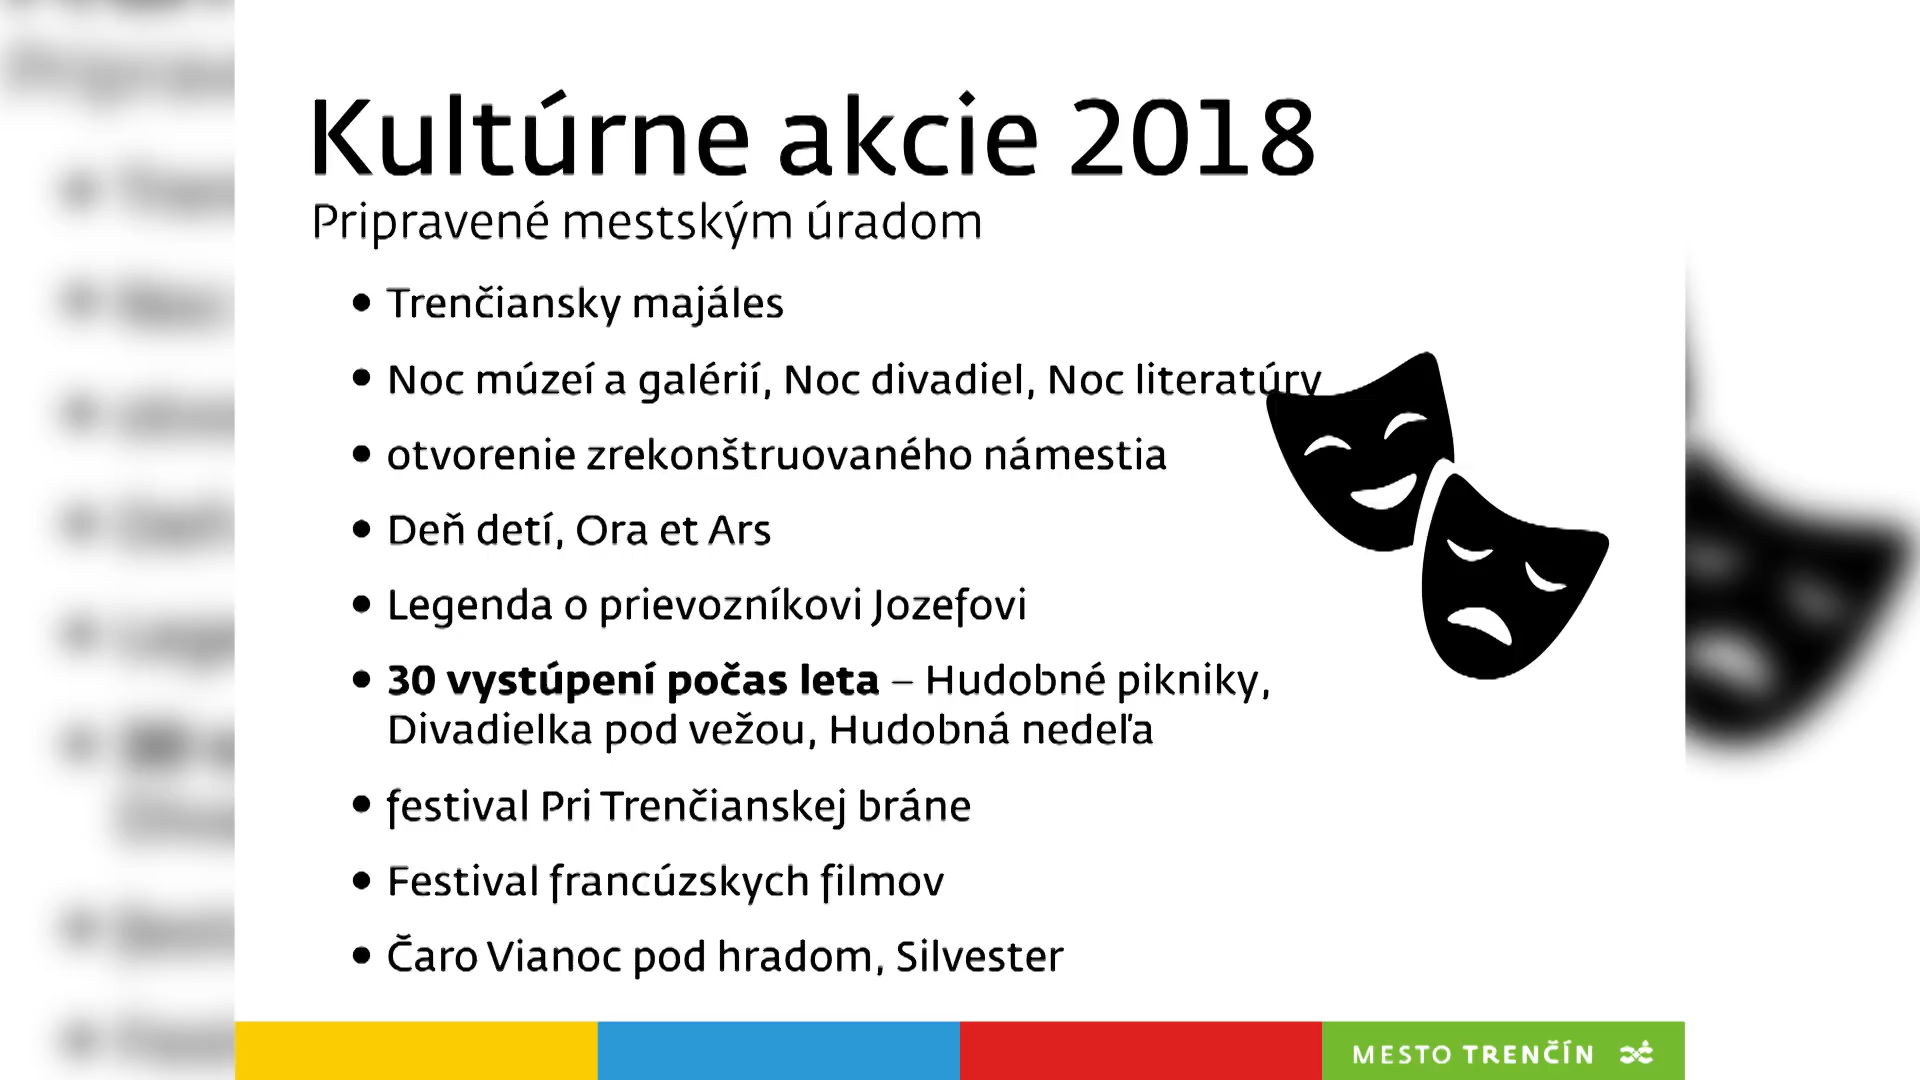 Kultúrne akcie 2018
Pripravené mestským úradom
• Trenčiansky majáles
• Noc múzeí a galérií, Noc divadiel, Noc literatúry
• otvorenie zrekonštruovaného námestia
• Deň detí, Ora et Ars
• Legenda o prievozníkovi Jozefovi
• 30 vystúpení počas leta – Hudobné pikniky,
Divadielka pod vežou, Hudobná nedeľa
• festival Pri Trenčianskej bráne
• Festival francúzskych filmov
• Čaro Vianoc pod hradom, Silvester
MESTO TRENČÍN